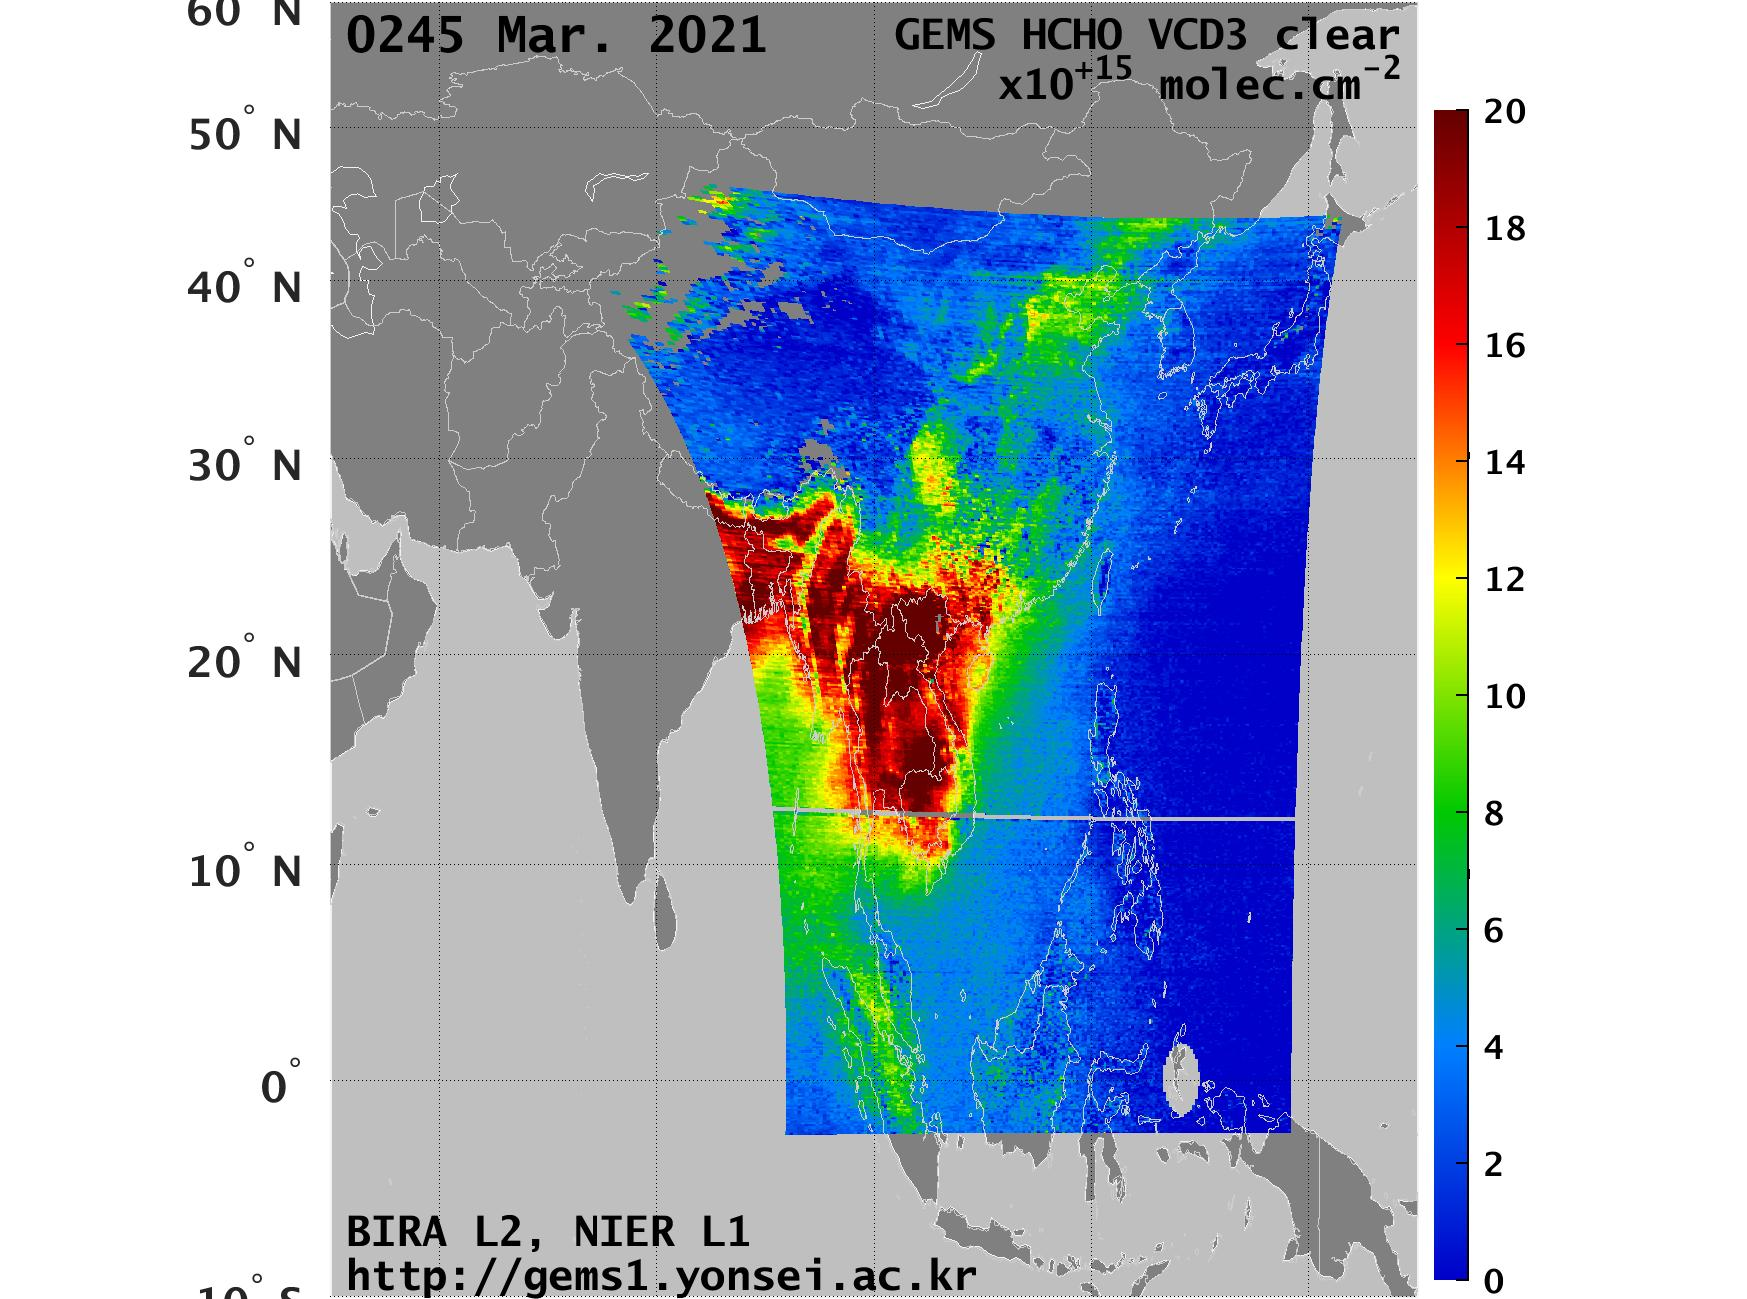 60° N
0245 Mar. 2021
GEMS HCHO VCD3 clear
x10+15 molec.cm−2
50° N
40° N
30° N
20° N
10° N
0°
10° S
20
18
16
14
12
10
8
6
4
2
0
BIRA L2, NIER L1
http://gems1.yonsei.ac.kr